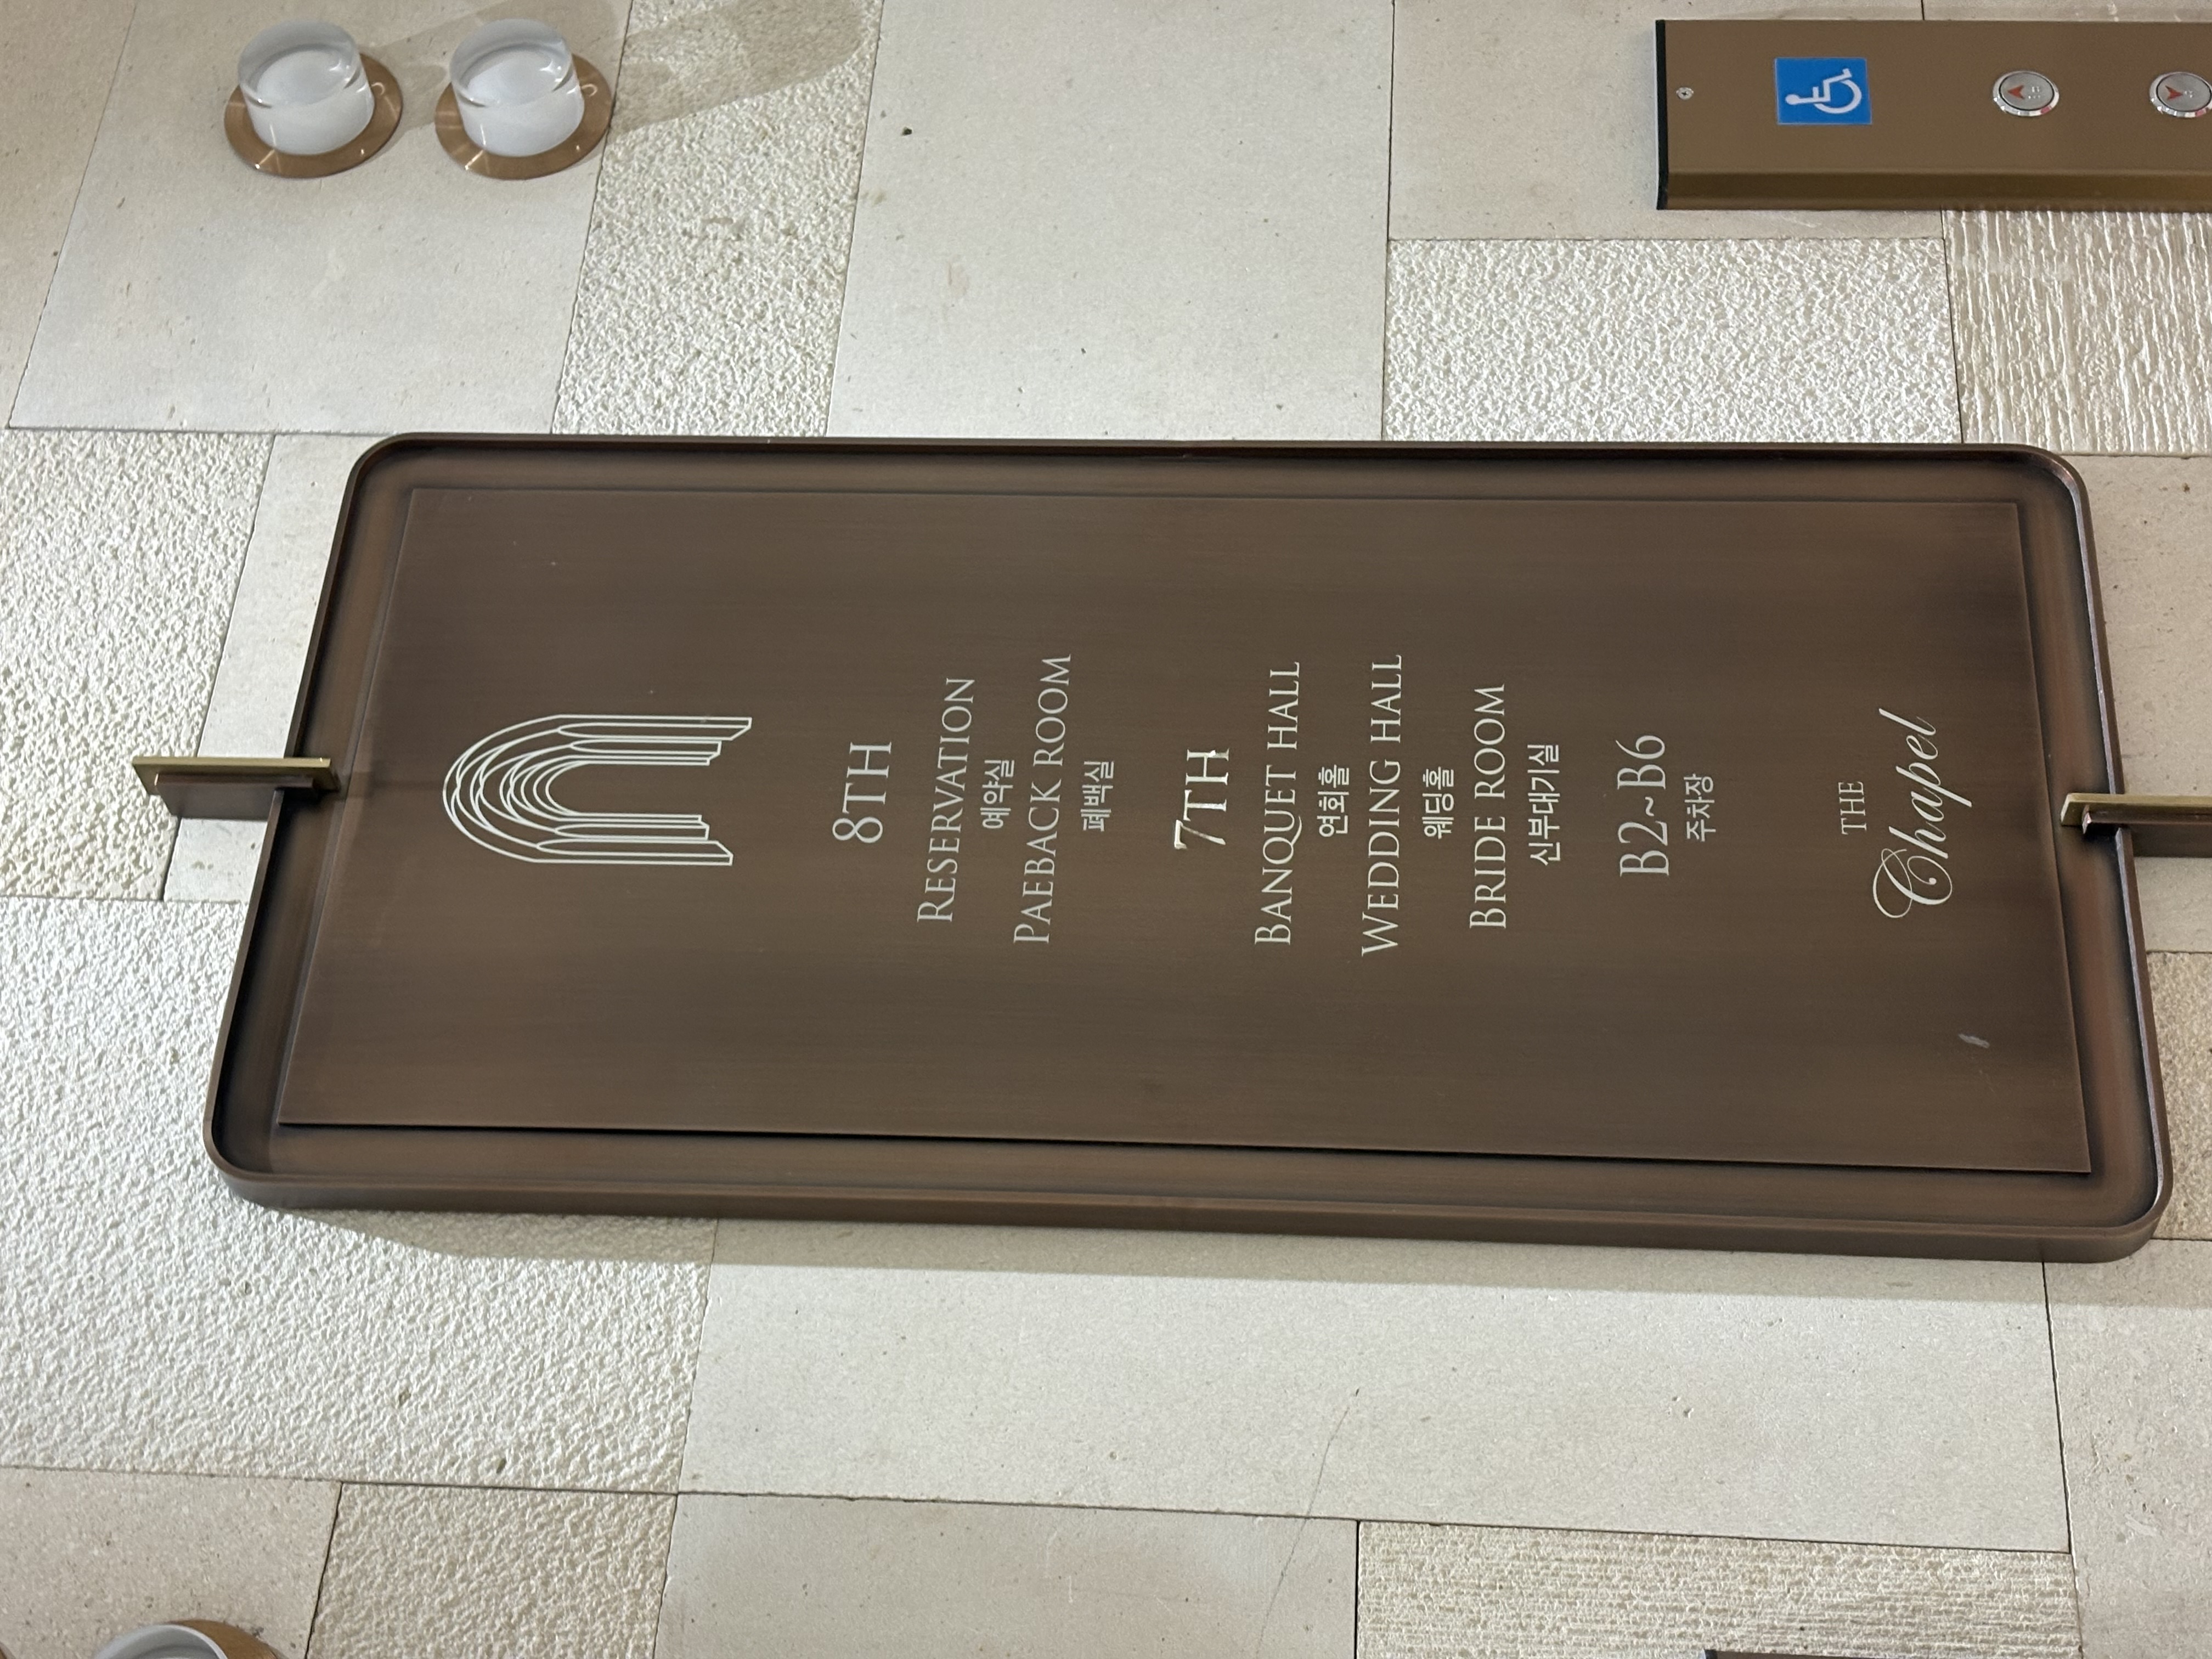 8TH
RESERVATION
예약실
PAEBACK ROOM
폐백실
7TH
BANQUET HALL
연회홀
WEDDING HALL
웨딩홀
BRIDE ROOM
신부대기실
B2~B6
주차장
THE
Chapel